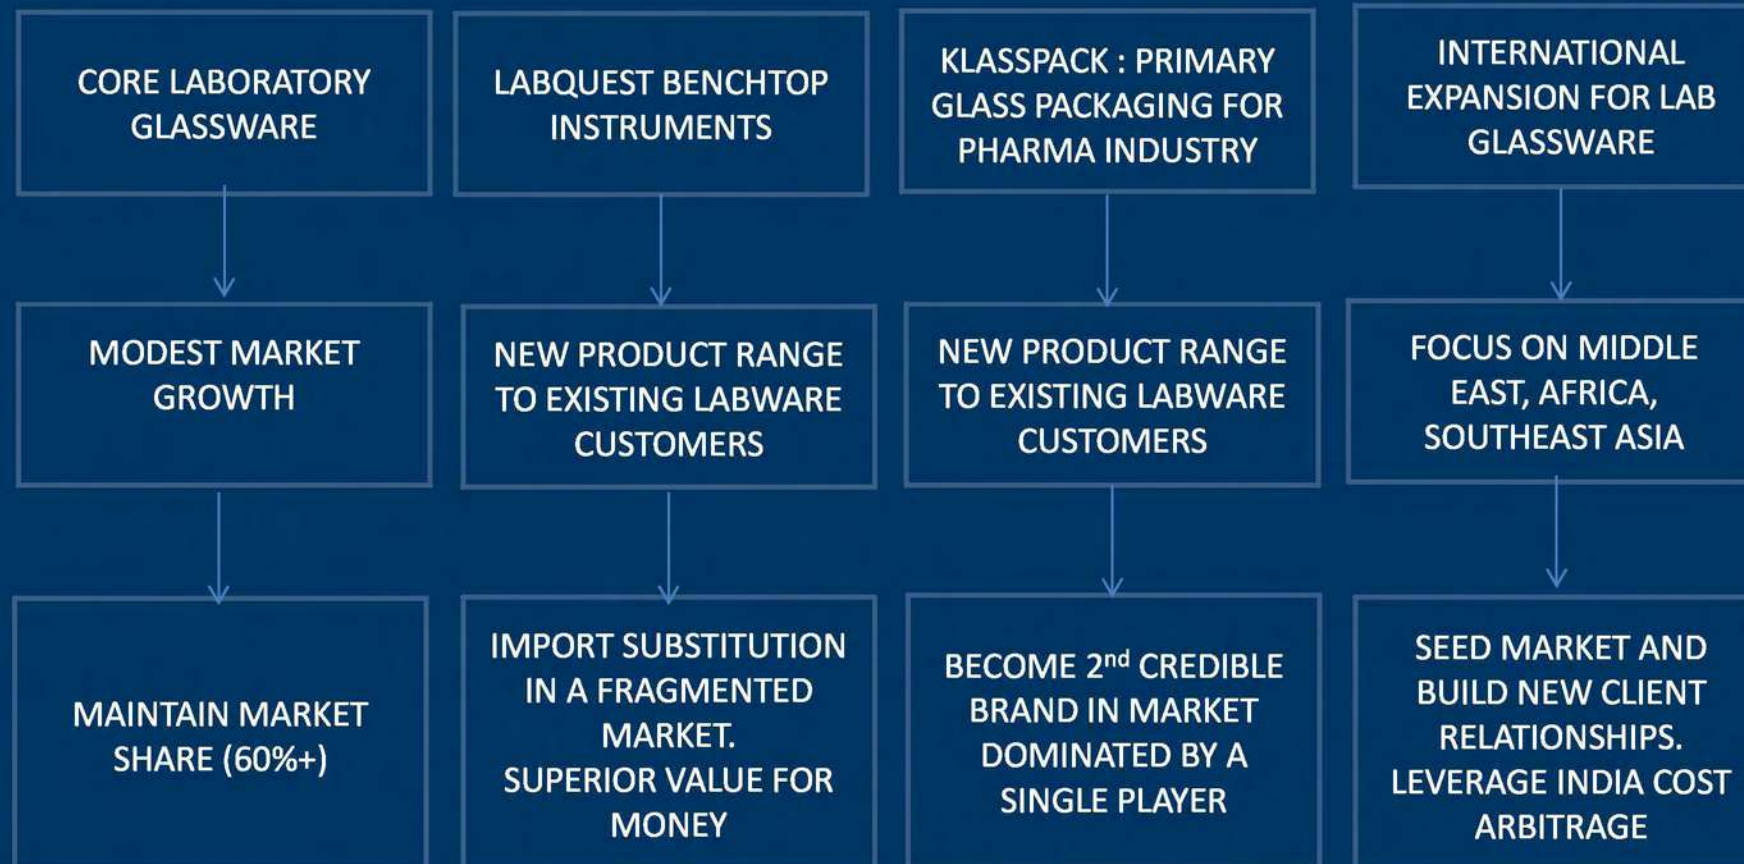 CORE LABORATORY
GLASSWARE
LABQUEST BENCHTOP
INSTRUMENTS
KLASSPACK : PRIMARY
GLASS PACKAGING FOR
PHARMA INDUSTRY
INTERNATIONAL
EXPANSION FOR LAB
GLASSWARE
MODEST MARKET
GROWTH
NEW PRODUCT RANGE
TO EXISTING LABWARE
CUSTOMERS
NEW PRODUCT RANGE
TO EXISTING LABWARE
CUSTOMERS
FOCUS ON MIDDLE
EAST, AFRICA,
SOUTHEAST ASIA
MAINTAIN MARKET
SHARE (60%+)
IMPORT SUBSTITUTION
IN A FRAGMENTED
MARKET.
SUPERIOR VALUE FOR
MONEY
BECOME 2nd CREDIBLE
BRAND IN MARKET
DOMINATED BY A
SINGLE PLAYER
SEED MARKET AND
BUILD NEW CLIENT
RELATIONSHIPS.
LEVERAGE INDIA COST
ARBITRAGE